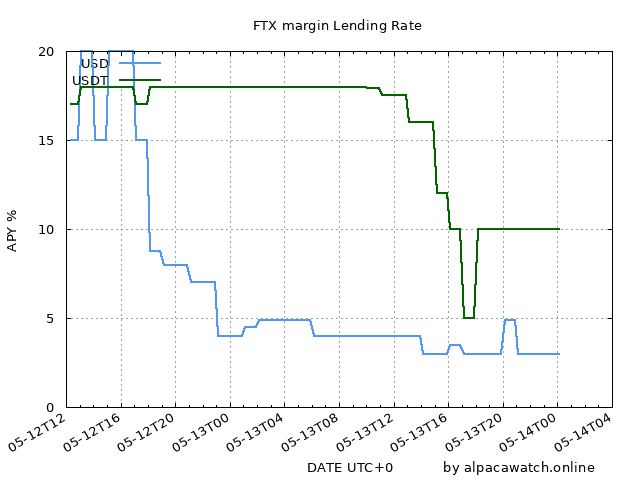 FTX margin Lending Rate
20
USD
USDT
15
10
5
0
APY %
05-12T12
05-12T16
05-12T20
05-13T00
05-13T04
05-13T08
05-13T12
05-13T16
05-13T20
05-14T00
05-14T04
DATE UTC+0
by alpacawatch.online